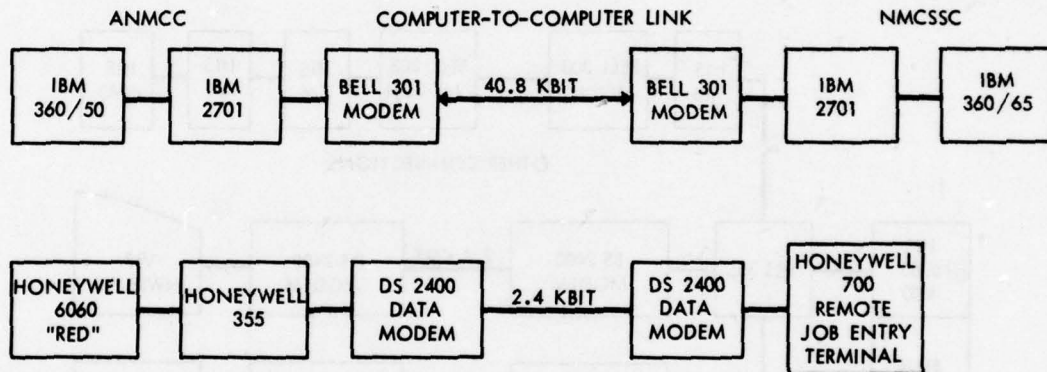 ANMCC COMPUTER-TO-COMPUTER LINK NMCSSC
IBM
360/50
IBM
2701
BELL 301
MODEM
40.8 KBIT
BELL 301
MODEM
IBM
2701
IBM
360/65
HONEYWELL
6060
"RED"
HONEYWELL
355
DS 2400
DATA
MODEM
2.4 KBIT
DS 2400
DATA
MODEM
HONEYWELL
700
REMOTE
JOB ENTRY
TERMINAL